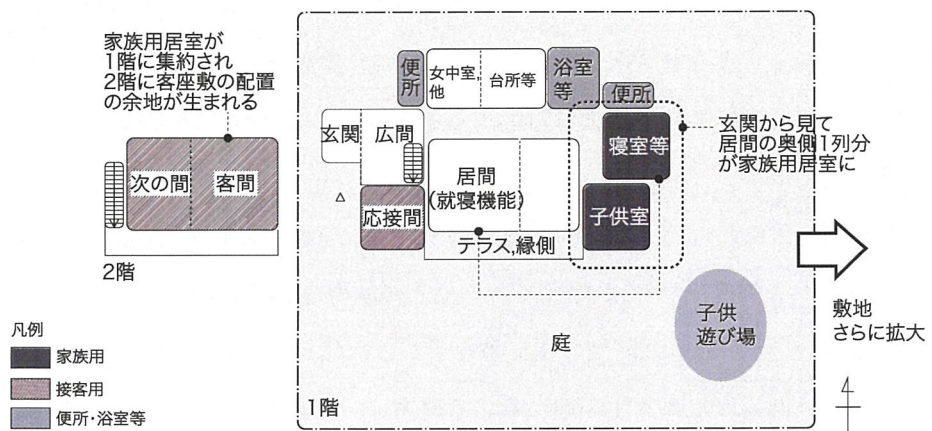 家族用居室が
1階に集約され
2階に客座敷の配置
の余地が生まれる
次の間
客間
2階
凡例
家族用
接客用
便所・浴室等
便所
女中室,
他
台所等
浴室
等
便所
玄関
広間
寝室等
玄関から見て
居間の奥側1列分
が家族用居室に
居間
(就寝機能)
応接間
子供室
テラス,縁側
子供
遊び場
庭
敷地
さらに拡大
1階